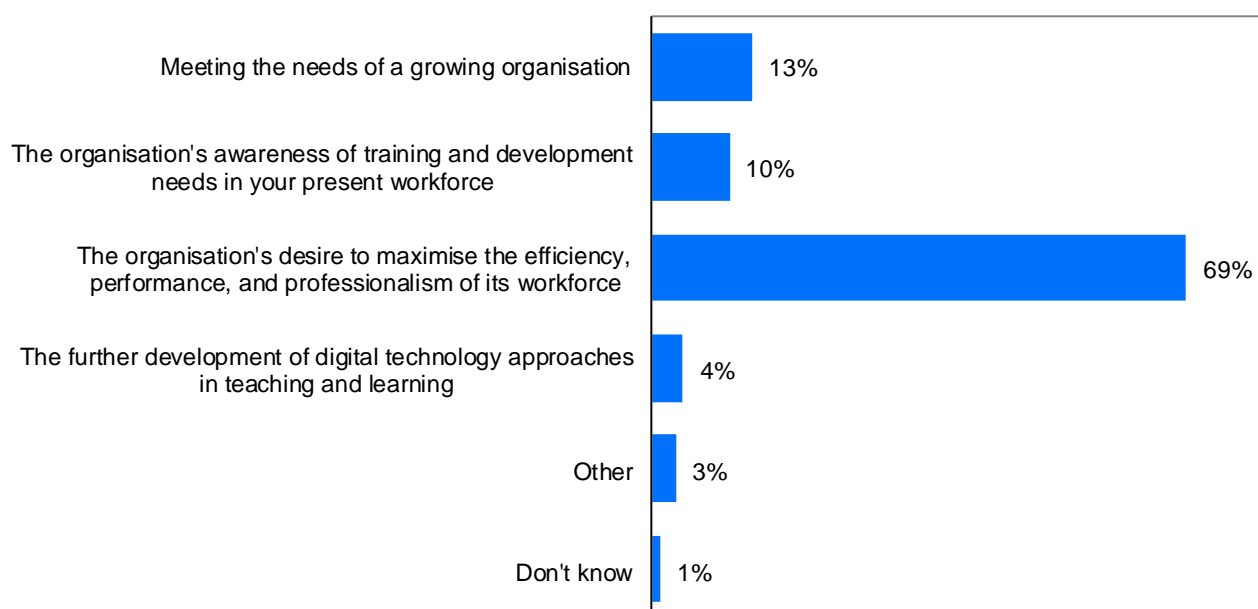 Meeting the needs of a growing organisation
13%
The organisation's awareness of training and development
needs in your present workforce
10%
The organisation's desire to maximise the efficiency,
performance, and professionalism of its workforce
69%
The further development of digital technology approaches
in teaching and learning
4%
Other
3%
Don't know
1%